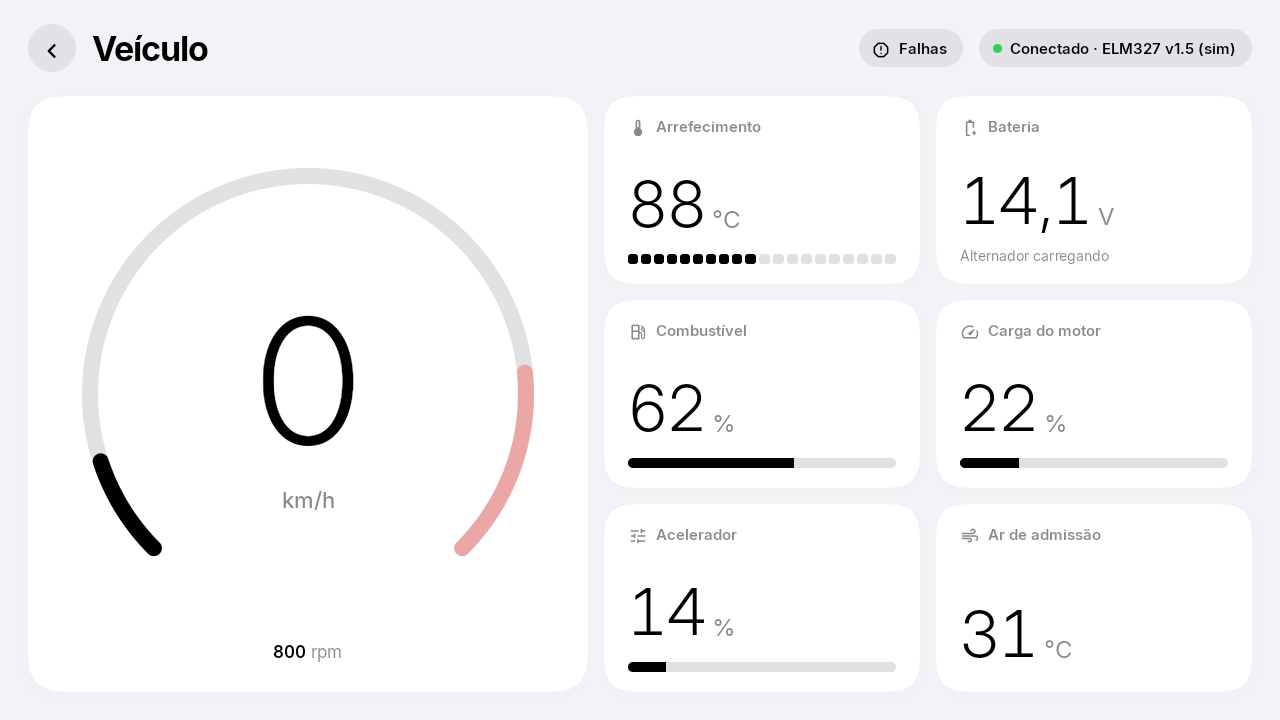 Veículo
Falhas
Conectado · ELM327 v1.5 (sim)
0
km/h
800 rpm
Arrefecimento
88 °C
Bateria
14,1 V
Alternador carregando
Combustível
62 %
Carga do motor
22 %
Acelerador
14 %
Ar de admissão
31 °C